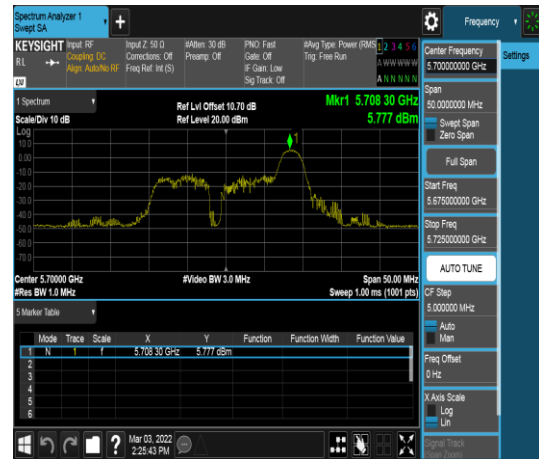 Spectrum Analyzer 1
Swept SA
+
Frequency
KEYSIGHT
RL
Input: RF
Coupling: DC
Align: Auto/No RF
Input Z: 50 Ω
Corrections: Off
Freq Ref: Int (S)
#Atten: 30 dB
Preamp: Off
PNO: Fast
Gate: Off
IF Gain: Low
Sig Track: Off
#Avg Type: Power (RMS
Trig: Free Run
1 2 3 4 5 6
A W W W W W
A N N N N N
1 Spectrum
Scale/Div 10 dB
Ref Lvl Offset 10.70 dB
Ref Level 20.00 dBm
Mkr1 5.708 30 GHz
5.777 dBm
Log
10.0
0.00
-10.0
-20.0
-30.0
-40.0
-50.0
-60.0
-70.0
1
Center 5.70000 GHz
#Res BW 1.0 MHz
#Video BW 3.0 MHz
Span 50.00 MHz
Sweep 1.00 ms (1001 pts)
5 Marker Table
Mode Trace Scale X Y Function Function Width Function Value
1 N 1 f 5.708 30 GHz 5.777 dBm
2
3
4
5
6
?
Mar 03, 2022
2:25:43 PM
Center Frequency
5.700000000 GHz
Settings
Span
50.0000000 MHz
Swept Span
Zero Span
Full Span
Start Freq
5.675000000 GHz
Stop Freq
5.725000000 GHz
AUTO TUNE
CF Step
5.000000 MHz
Auto
Man
Freq Offset
0 Hz
X Axis Scale
Log
Lin
Signal Track
(Span Zoom)